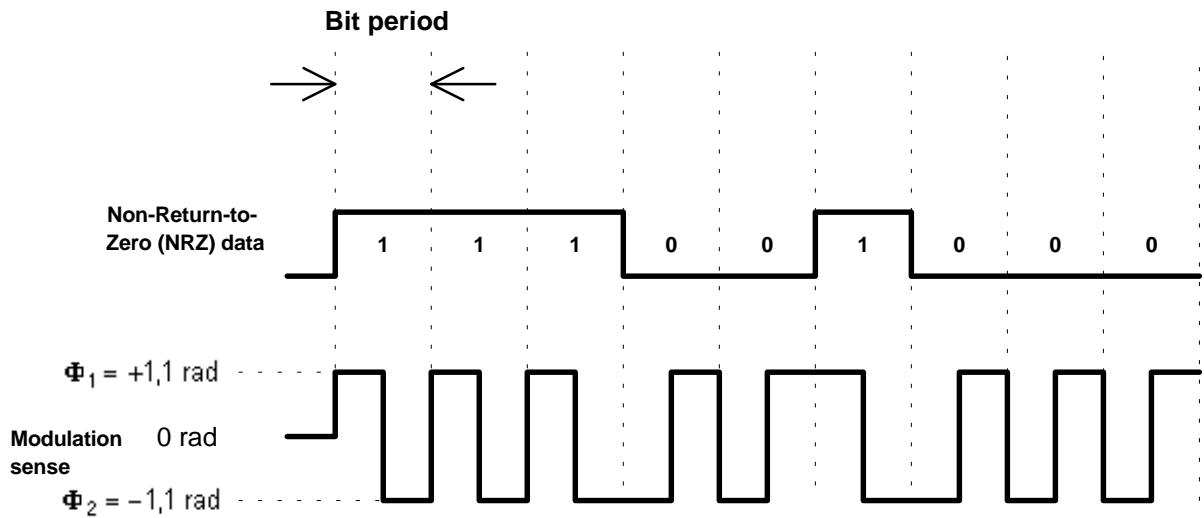 Bit period
Non-Return-to-
Zero (NRZ) data
1 1 1 0 0 1 0 0 0
Φ₁ = +1,1 rad
Modulation 0 rad
sense
Φ₂ = −1,1 rad